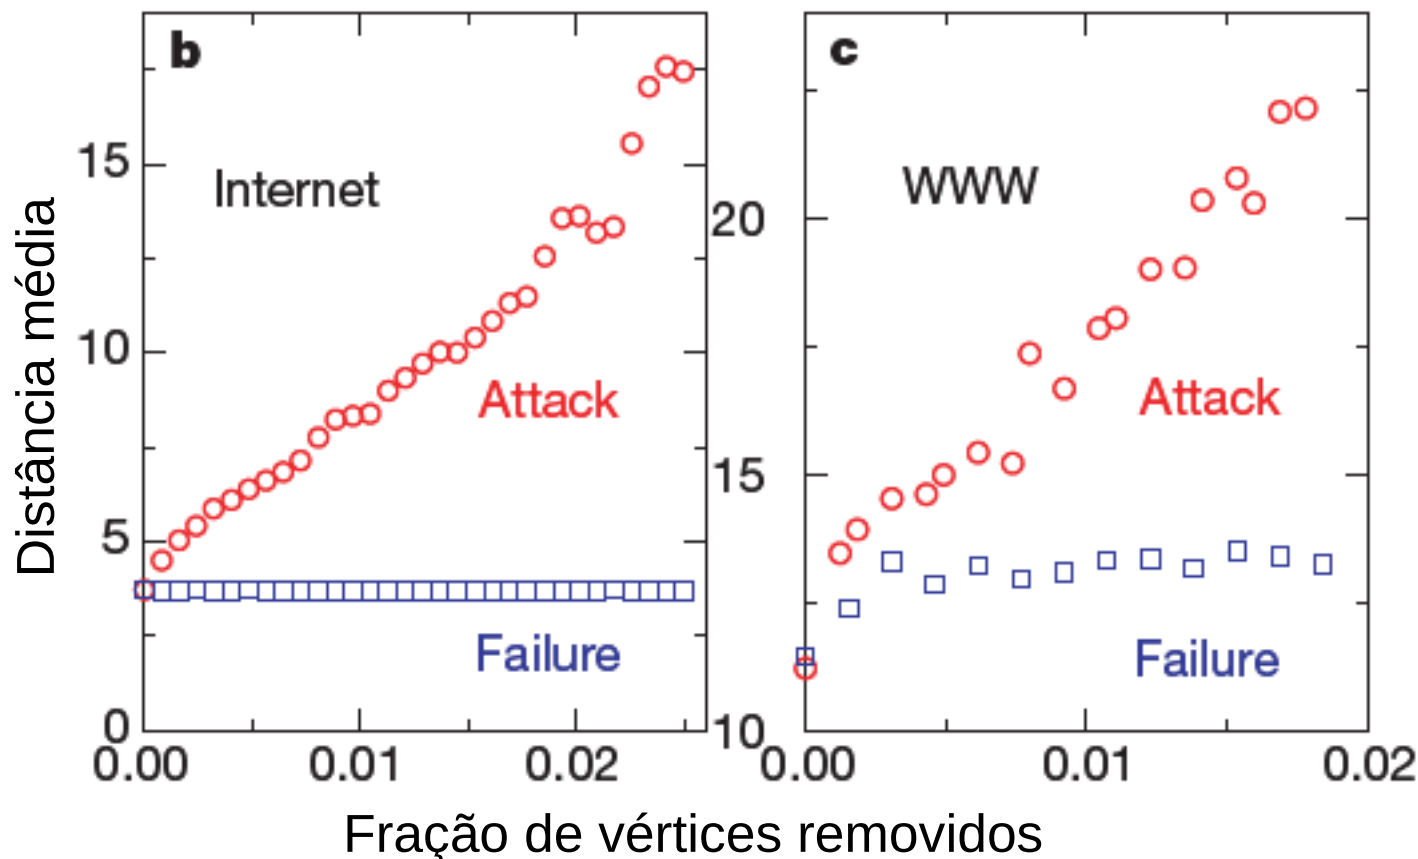 b
Internet
Attack
Failure
15
10
5
0
0.00
0.01
0.02
Distância média
c
WWW
Attack
Failure
20
15
10
0.00
0.01
0.02
Fração de vértices removidos